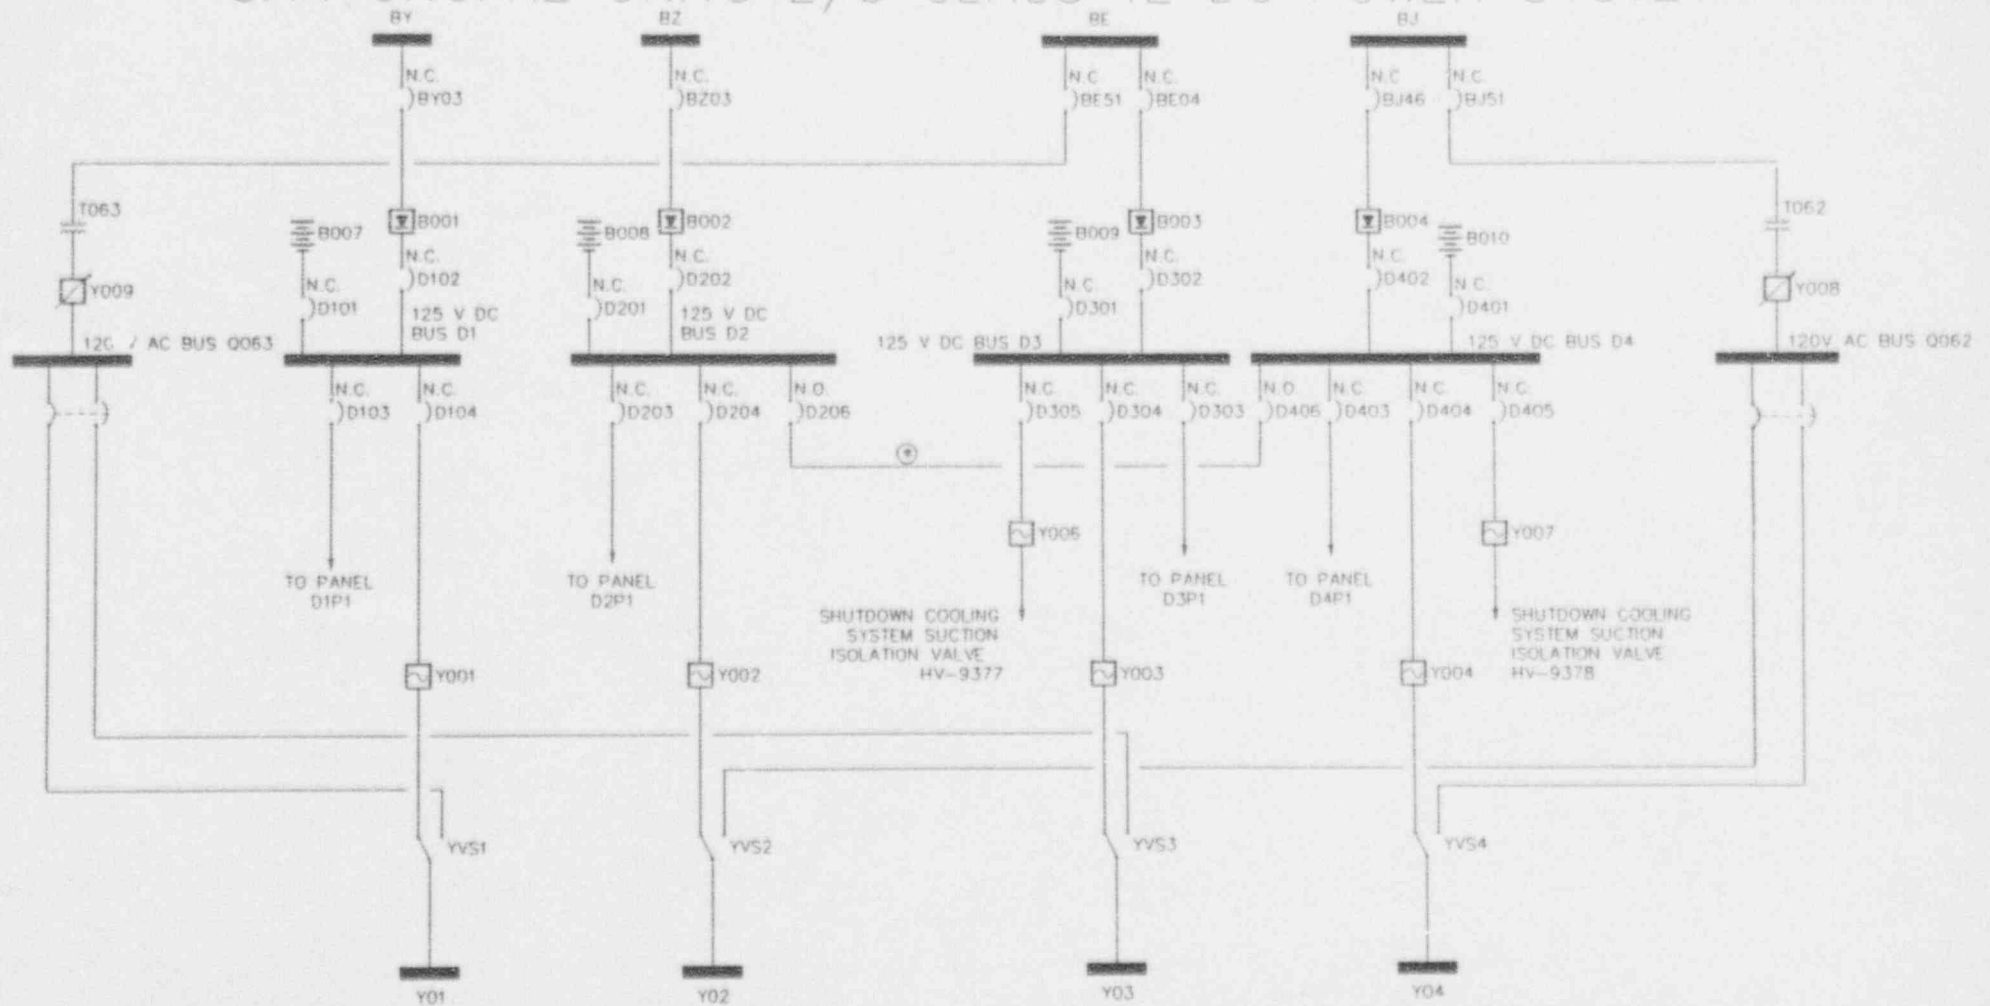 BY
BZ
BE
BJ
N.C.
BY03
N.C.
BZ03
N.C
BE51
N.C.
BE04
N.C
BJ46
N.C.
BJ51
T063
B007
B001
B008
B002
B009
B003
B004
B010
T062
Y009
N.C.
D101
N.C.
D102
N.C.
D201
N.C.
D202
N.C.
D301
N.C.
D302
N.C.
D402
N.C.
D401
Y008
125 V DC
BUS D1
125 V DC
BUS D2
AC BUS Q063
125 V DC BUS D3
125 V DC BUS D4
120V AC BUS Q062
N.C.
D103
N.C.
D104
N.C.
D203
N.C.
D204
N.O.
D206
N.C.
D305
N.C.
D304
N.C.
D303
N.O.
D406
N.C.
D403
N.C.
D404
N.C.
D405
Y006
Y007
TO PANEL
D1P1
TO PANEL
D2P1
TO PANEL
D3P1
TO PANEL
D4P1
SHUTDOWN COOLING
SYSTEM SUCTION
ISOLATION VALVE
HV-9377
SHUTDOWN COOLING
SYSTEM SUCTION
ISOLATION VALVE
HV-9378
Y001
Y002
Y003
Y004
YVS1
YVS2
YVS3
YVS4
Y01
Y02
Y03
Y04